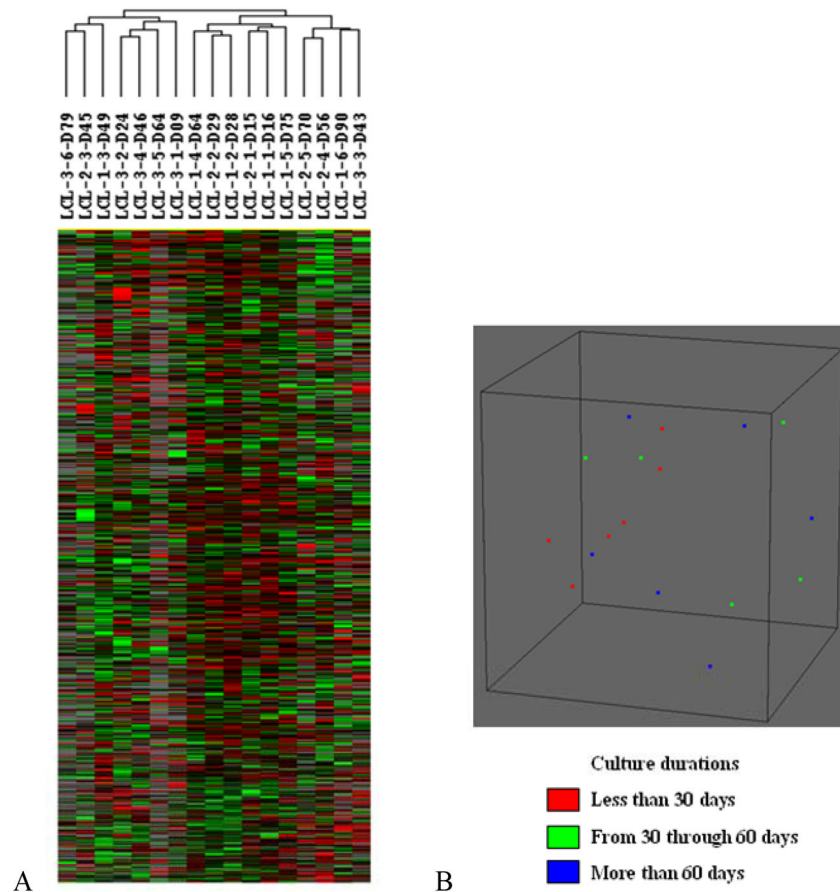 LCL-3-6-D79
LCL-2-3-D45
LCL-1-3-D49
LCL-3-2-D24
LCL-3-4-D46
LCL-3-5-D64
LCL-3-1-D09
LCL-1-4-D64
LCL-2-2-D29
LCL-1-2-D28
LCL-2-1-D15
LCL-1-1-D16
LCL-1-5-D75
LCL-2-5-D70
LCL-2-4-D56
LCL-1-6-D90
LCL-3-3-D43
Culture durations
Less than 30 days
From 30 through 60 days
More than 60 days
A
B